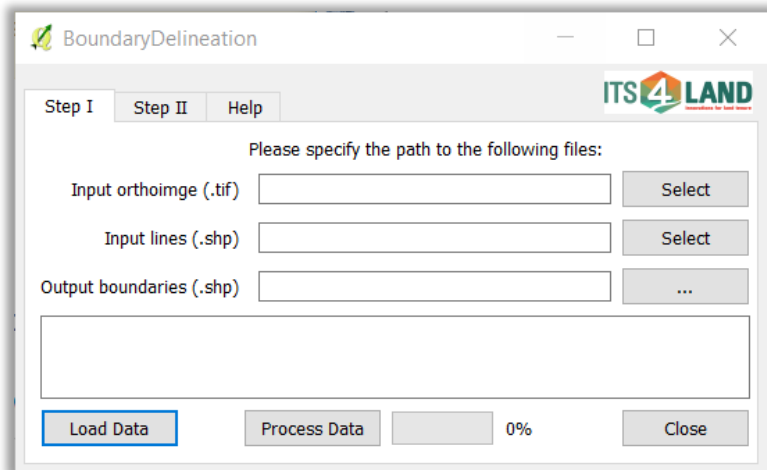 BoundaryDelineation
ITS4LAND
Step I
Step II
Help
Please specify the path to the following files:
Input orthoimge (.tif)
Select
Input lines (.shp)
Select
Output boundaries (.shp)
...
Load Data
Process Data
0%
Close